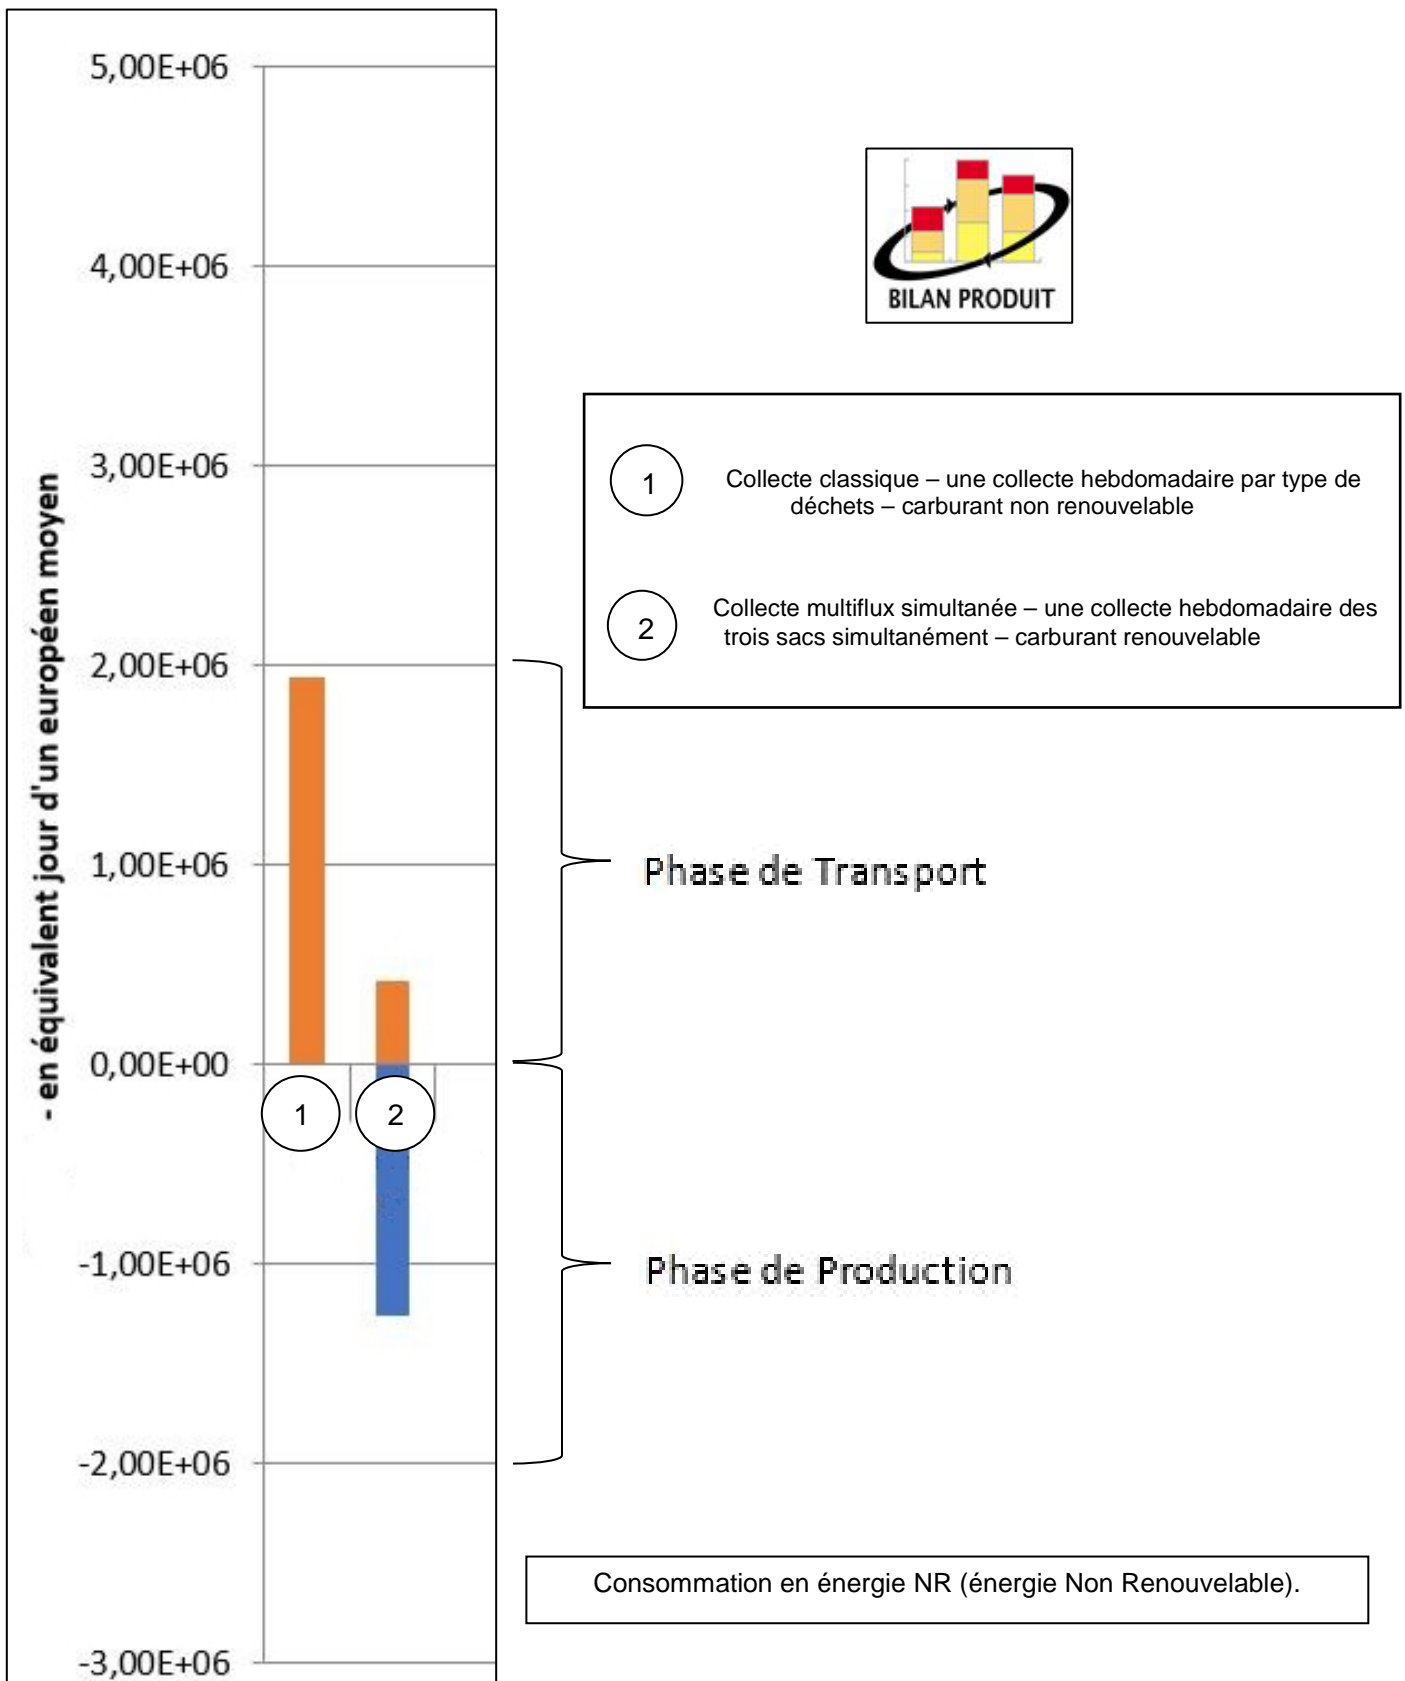 5,00E+06
4,00E+06
3,00E+06
2,00E+06
1,00E+06
0,00E+00
-1,00E+06
-2,00E+06
-3,00E+06
- en équivalent jour d'un européen moyen
1
2
BILAN PRODUIT
1
Collecte classique – une collecte hebdomadaire par type de
déchets – carburant non renouvelable
2
Collecte multiflux simultanée – une collecte hebdomadaire des
trois sacs simultanément – carburant renouvelable
Phase de Transport
Phase de Production
Consommation en énergie NR (énergie Non Renouvelable).